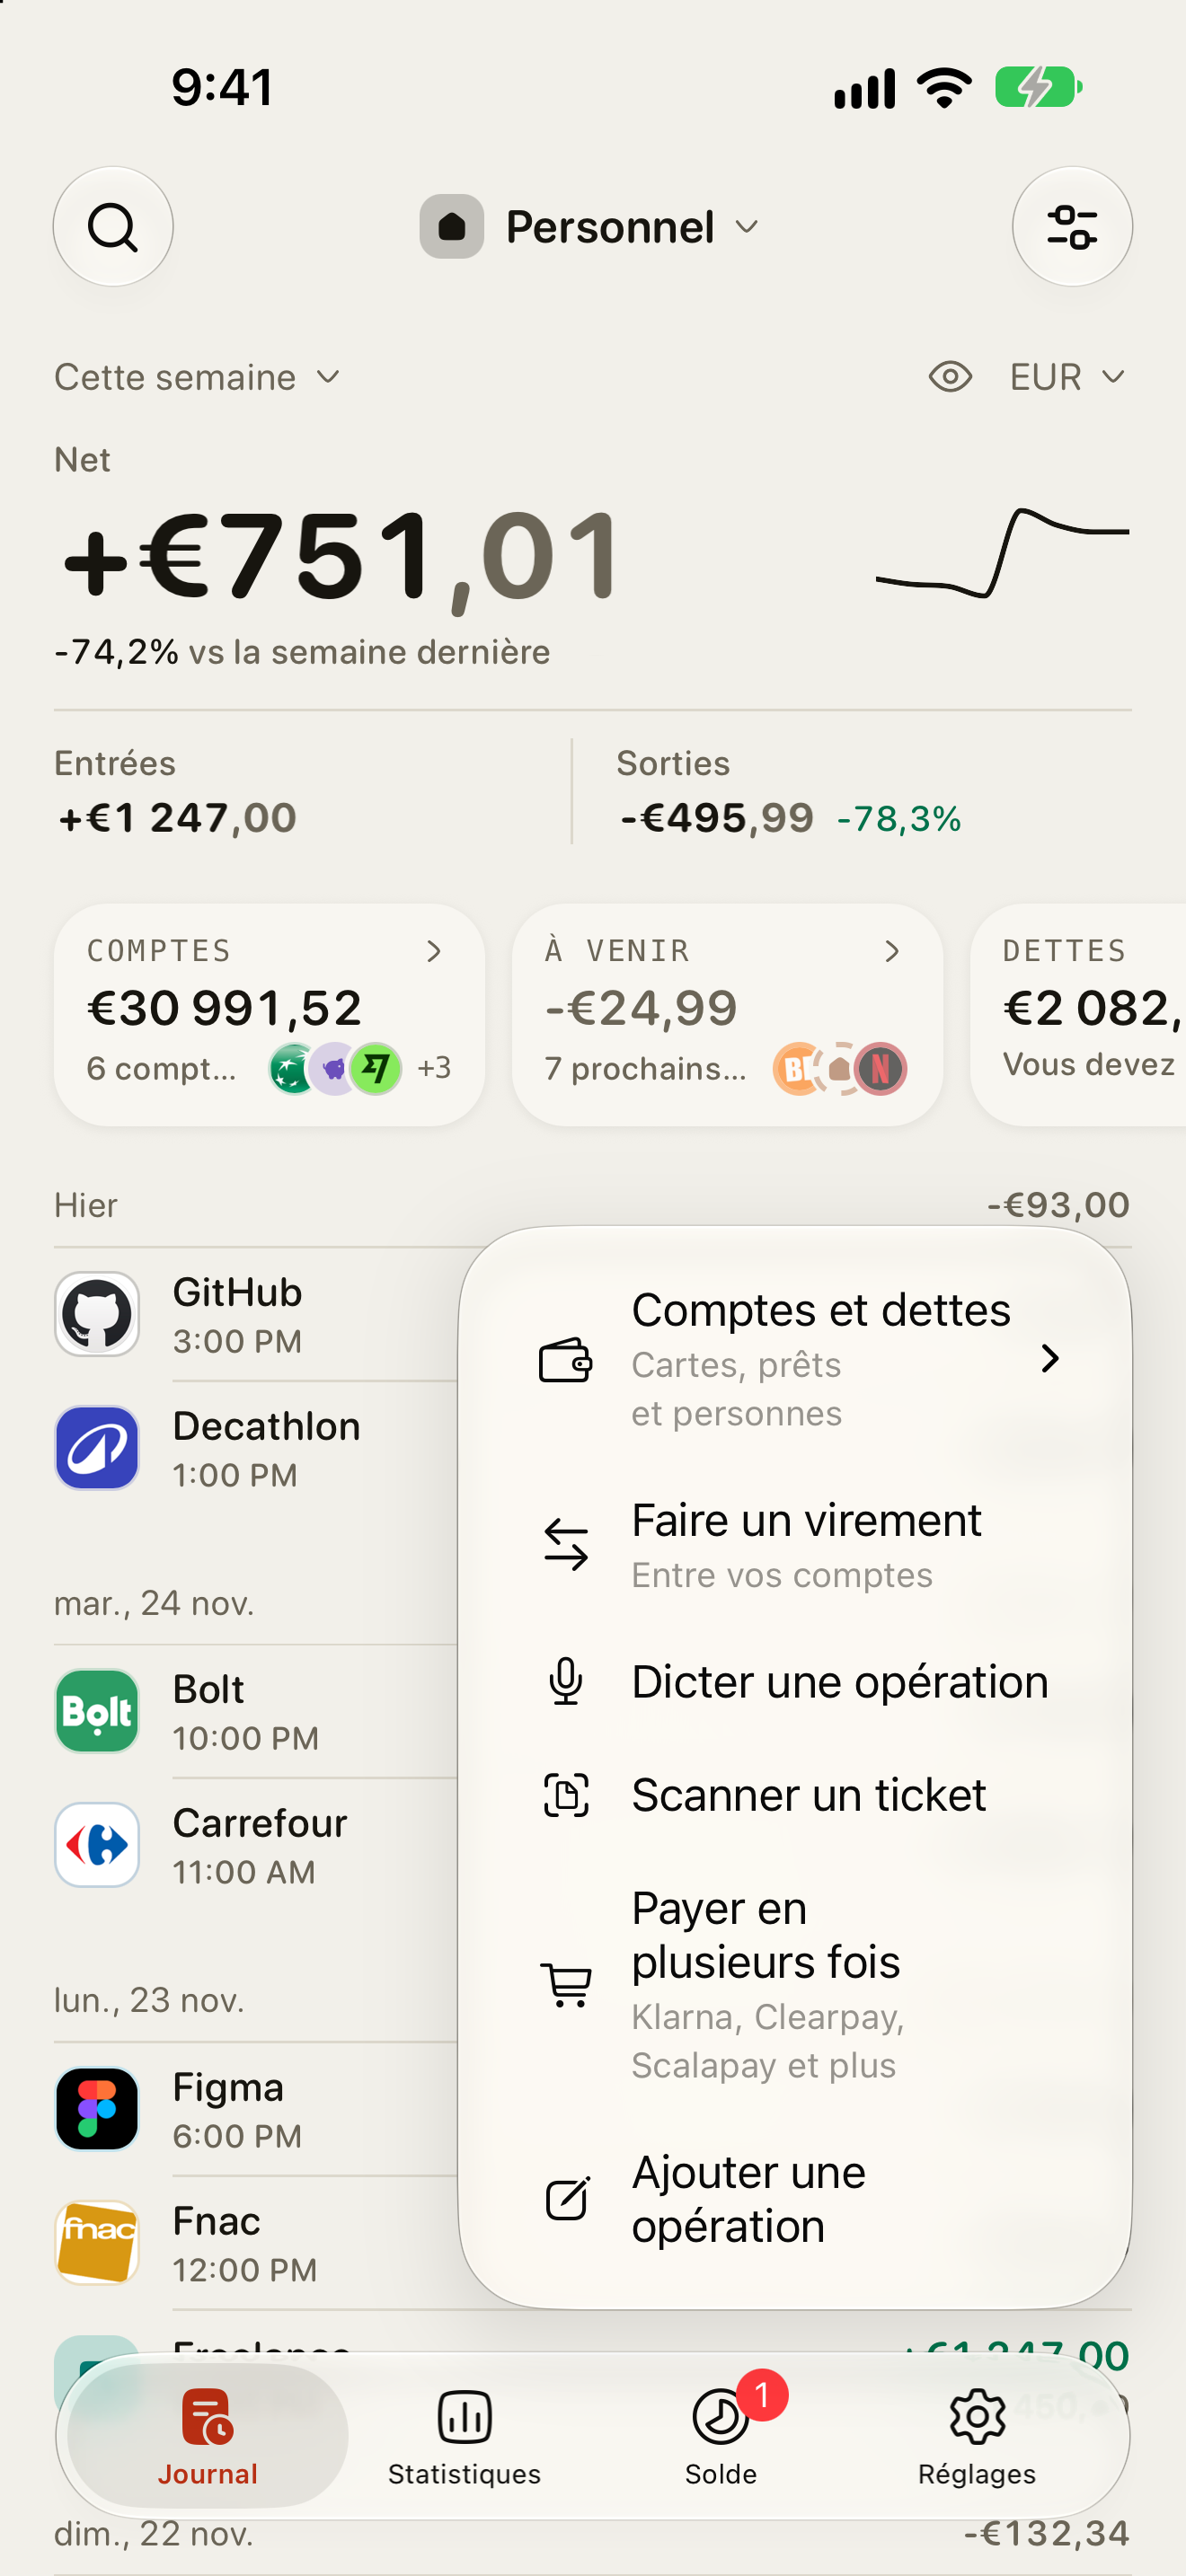 9:41
Personnel
Cette semaine
EUR
Net
+€751,01
-74,2% vs la semaine dernière
Entrées
Sorties
+€1 247,00
-€495,99 -78,3%
COMPTES
€30 991,52
6 compt...
+3
À VENIR
-€24,99
7 prochains...
DETTES
€2 082,
Vous devez
Hier
-€93,00
GitHub
3:00 PM
Decathlon
1:00 PM
mar., 24 nov.
Bolt
Bolt
10:00 PM
Carrefour
11:00 AM
lun., 23 nov.
Figma
6:00 PM
fnac
Fnac
12:00 PM
Comptes et dettes
Cartes, prêts
et personnes
Faire un virement
Entre vos comptes
Dicter une opération
Scanner un ticket
Payer en
plusieurs fois
Klarna, Clearpay,
Scalapay et plus
Ajouter une
opération
Freelance
+€1 247,00
Journal
Statistiques
1
Solde
Réglages
dim., 22 nov.
-€132,34